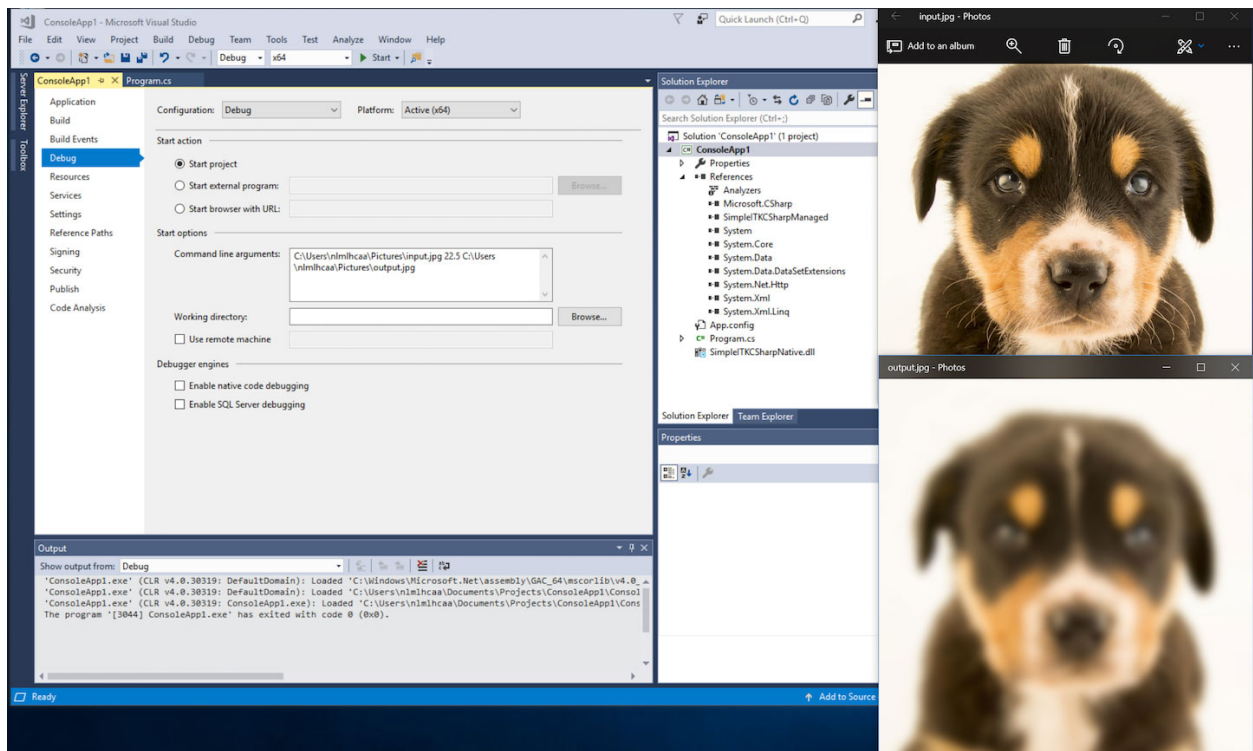 ConsoleApp1 - Microsoft Visual Studio
Quick Launch (Ctrl+Q)
File Edit View Project Build Debug Team Tools Test Analyze Window Help
Debug x64 Start
Server Explorer
Toolbox
ConsoleApp1 Program.cs
Application
Build
Build Events
Debug
Resources
Services
Settings
Reference Paths
Signing
Security
Publish
Code Analysis
Configuration: Debug Platform: Active (x64)
Start action
Start project
Start external program: Browse...
Start browser with URL:
Start options
Command line arguments: C:\Users\nlmlhcaa\Pictures\input.jpg 22.5 C:\Users
\nlmlhcaa\Pictures\output.jpg
Working directory: Browse...
Use remote machine
Debugger engines
Enable native code debugging
Enable SQL Server debugging
Output
Show output from: Debug
'ConsoleApp1.exe' (CLR v4.0.30319: DefaultDomain): Loaded 'C:\Windows\Microsoft.Net\assembly\GAC_64\mscorlib\v4.0_
'ConsoleApp1.exe' (CLR v4.0.30319: DefaultDomain): Loaded 'C:\Users\nlmlhcaa\Documents\Projects\ConsoleApp1\Consol
'ConsoleApp1.exe' (CLR v4.0.30319: ConsoleApp1.exe): Loaded 'C:\Users\nlmlhcaa\Documents\Projects\ConsoleApp1\Cons
The program '[3044] ConsoleApp1.exe' has exited with code 0 (0x0).
Ready
Add to Source
Solution Explorer
Search Solution Explorer (Ctrl+;)
Solution 'ConsoleApp1' (1 project)
C# ConsoleApp1
Properties
References
Analyzers
Microsoft.CSharp
SimpleITKCSharpManaged
System
System.Core
System.Data
System.Data.DataSetExtensions
System.Net.Http
System.Xml
System.Xml.Linq
App.config
C# Program.cs
SimpleITKCSharpNative.dll
Solution Explorer Team Explorer
Properties
input.jpg - Photos
Add to an album
output.jpg - Photos